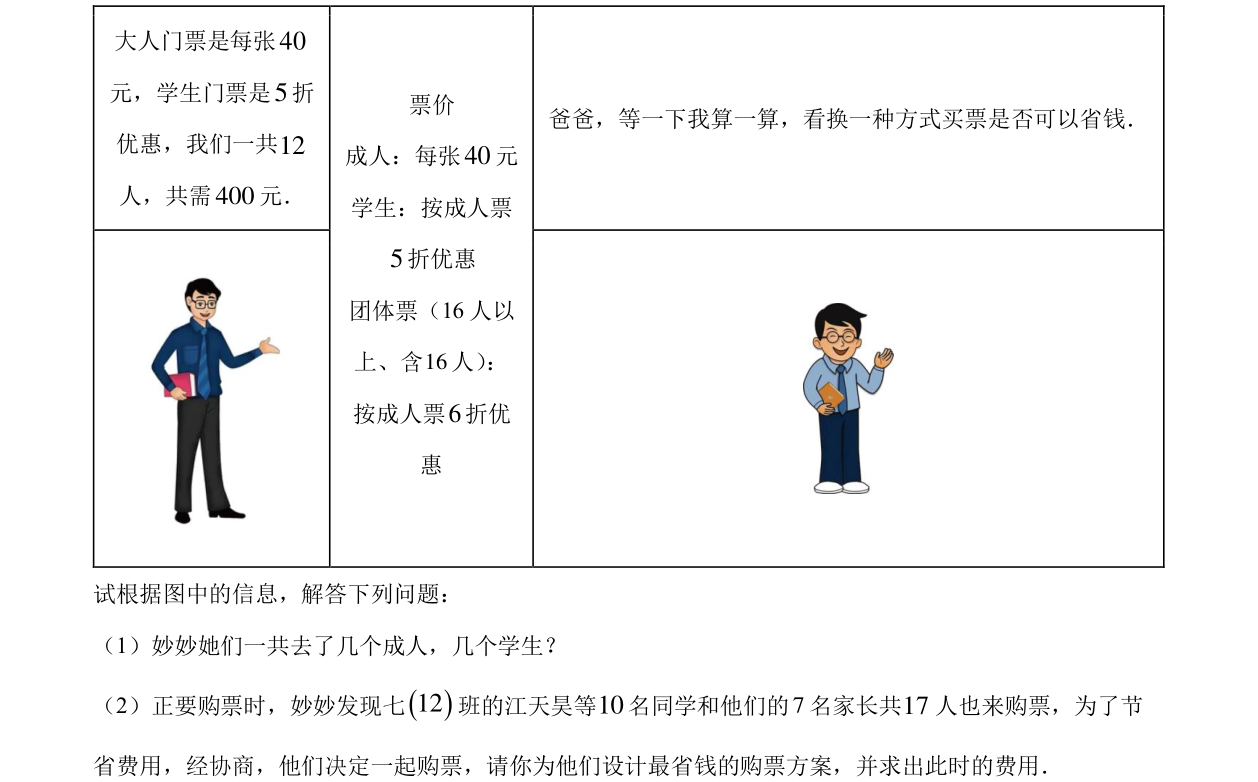 大人门票是每张40
元，学生门票是5折
优惠，我们一共12
人，共需400元．
票价
成人：每张40元
学生：按成人票
5折优惠
团体票（16人以
上、含16人）：
按成人票6折优
惠
爸爸，等一下我算一算，看换一种方式买票是否可以省钱．
试根据图中的信息，解答下列问题：
（1）妙妙她们一共去了几个成人，几个学生？
（2）正要购票时，妙妙发现七(12)班的江天昊等10名同学和他们的7名家长共17人也来购票，为了节
省费用，经协商，他们决定一起购票，请你为他们设计最省钱的购票方案，并求出此时的费用．